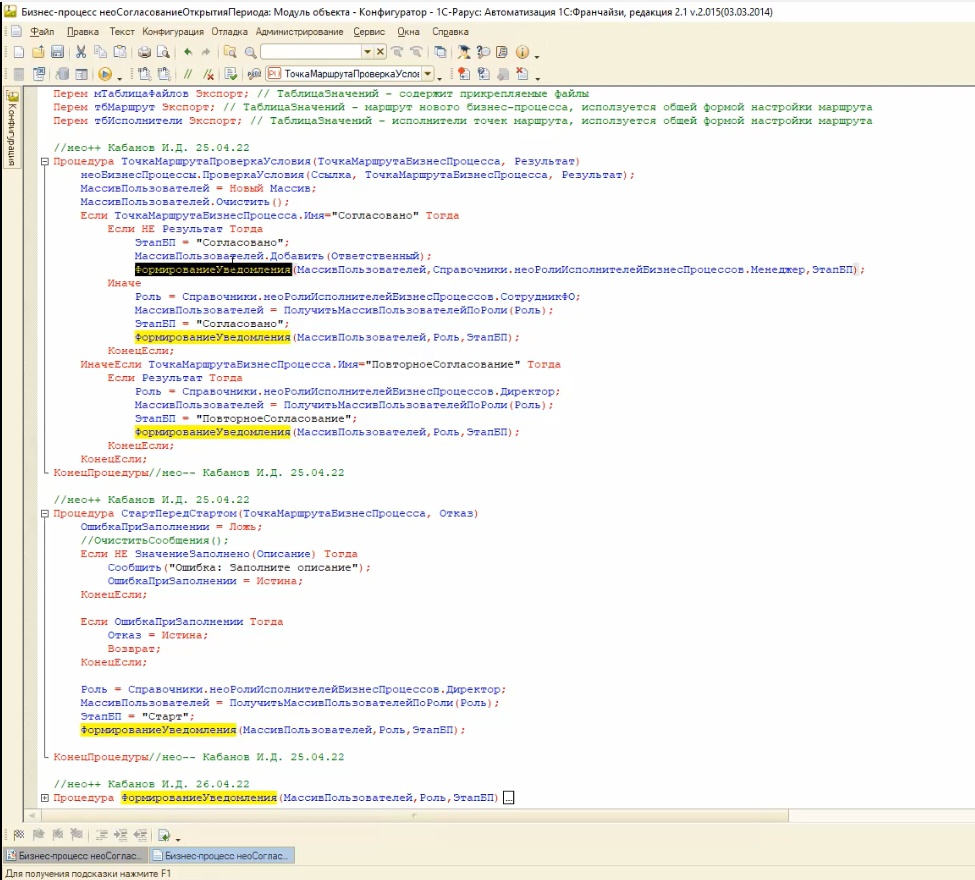 Бизнес-процесс неоСогласованиеОткрытияПериода: Модуль объекта - Конфигуратор - 1С-Рарус: Автоматизация 1С:Франчайзи, редакция 2.1 v.2.015(03.03.2014)
Файл Правка Текст Конфигурация Отладка Администрирование Сервис Окна Справка
ТочкаМаршрутаПроверкаУслов
Конфигурация
Перем мТаблицаФайлов Экспорт; // ТаблицаЗначений - содержит прикрепляемые файлы
Перем тбМаршрут Экспорт; // ТаблицаЗначений - маршрут нового бизнес-процесса, исползуется общей формой настройки маршрута
Перем тбИсполнители Экспорт; // ТаблицаЗначений - исполнители точек маршрута, исползуется общей формой настройки маршрута
//нео++ Кабанов И.Д. 25.04.22
Процедура ТочкаМаршрутаПроверкаУсловия(ТочкаМаршрутаБизнесПроцесса, Результат)
неоБизнесПроцессы.ПроверкаУсловия(Ссылка, ТочкаМаршрутаБизнесПроцесса, Результат);
МассивПользователей = Новый Массив;
МассивПользователей.Очистить();
Если ТочкаМаршрутаБизнесПроцесса.Имя="Согласовано" Тогда
Если НЕ Результат Тогда
ЭтапБП = "Согласовано";
МассивПользователей.Добавить(Ответственный);
ФормированиеУведомления(МассивПользователей,Справочники.неоРолиИсполнителейБизнесПроцессов.Менеджер,ЭтапБП);
Иначе
Роль = Справочники.неоРолиИсполнителейБизнесПроцессов.СотрудникФО;
МассивПользователей = ПолучитьМассивПользователейПоРоли(Роль);
ЭтапБП = "Согласовано";
ФормированиеУведомления(МассивПользователей,Роль,ЭтапБП);
КонецЕсли;
ИначеЕсли ТочкаМаршрутаБизнесПроцесса.Имя="ПовторноеСогласование" Тогда
Если Результат Тогда
Роль = Справочники.неоРолиИсполнителейБизнесПроцессов.Директор;
МассивПользователей = ПолучитьМассивПользователейПоРоли(Роль);
ЭтапБП = "ПовторноеСогласование";
ФормированиеУведомления(МассивПользователей,Роль,ЭтапБП);
КонецЕсли;
КонецЕсли;
КонецПроцедуры//нео-- Кабанов И.Д. 25.04.22
//нео++ Кабанов И.Д. 25.04.22
Процедура СтартПередСтартом(ТочкаМаршрутаБизнесПроцесса, Отказ)
ОшибкаПриЗаполнении = Ложь;
//ОчиститьСообщения();
Если НЕ ЗначениеЗаполнено(Описание) Тогда
Сообщить("Ошибка: Заполните описание");
ОшибкаПриЗаполнении = Истина;
КонецЕсли;
Если ОшибкаПриЗаполнении Тогда
Отказ = Истина;
Возврат;
КонецЕсли;
Роль = Справочники.неоРолиИсполнителейБизнесПроцессов.Директор;
МассивПользователей = ПолучитьМассивПользователейПоРоли(Роль);
ЭтапБП = "Старт";
ФормированиеУведомления(МассивПользователей,Роль,ЭтапБП);
КонецПроцедуры//нео-- Кабанов И.Д. 25.04.22
//нео++ Кабанов И.Д. 26.04.22
Процедура ФормированиеУведомления(МассивПользователей,Роль,ЭтапБП) ...
Бизнес-процесс неоСоглас... Бизнес-процесс неоСоглас...
Для получения подсказки нажмите F1